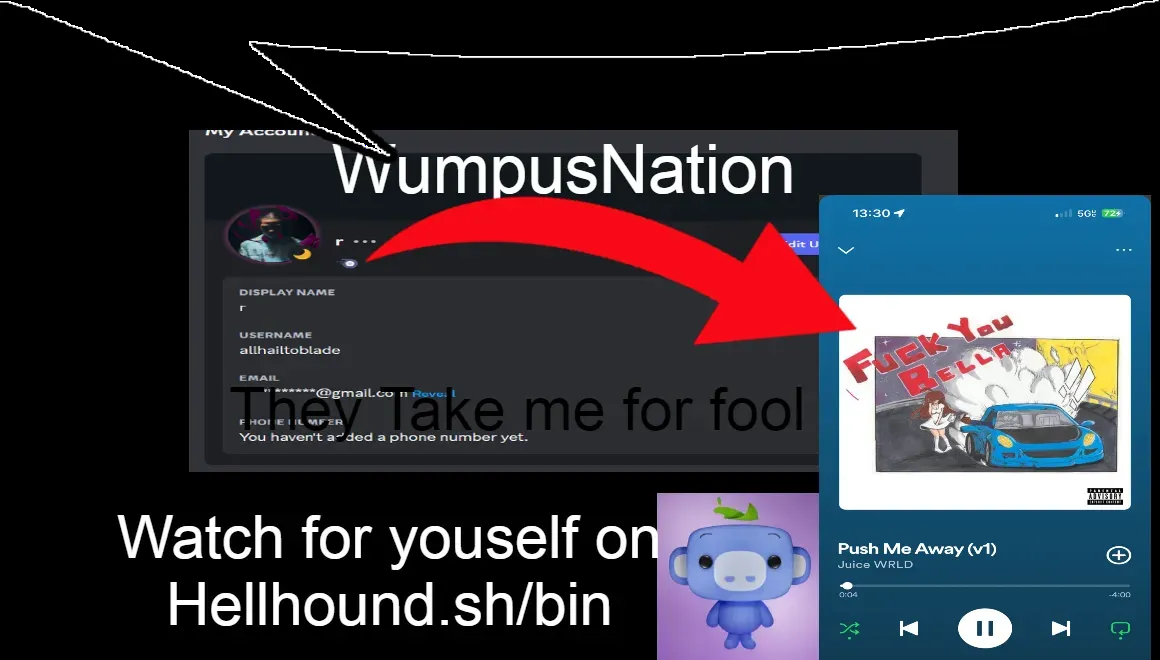 My Account
WumpusNation
r
Edit U
DISPLAY NAME
r
USERNAME
allhailtoblade
EMAIL
*******@gmail.co n Reveal
They Take me for fool
PHONE NUMBER
You haven't added a phone number yet.
Watch for youself on
Hellhound.sh/bin
13:30
5G
72
Fuck You
Bella
PARENTAL
ADVISORY
EXPLICIT CONTENT
Push Me Away (v1)
Juice WRLD
0:04
-4:00